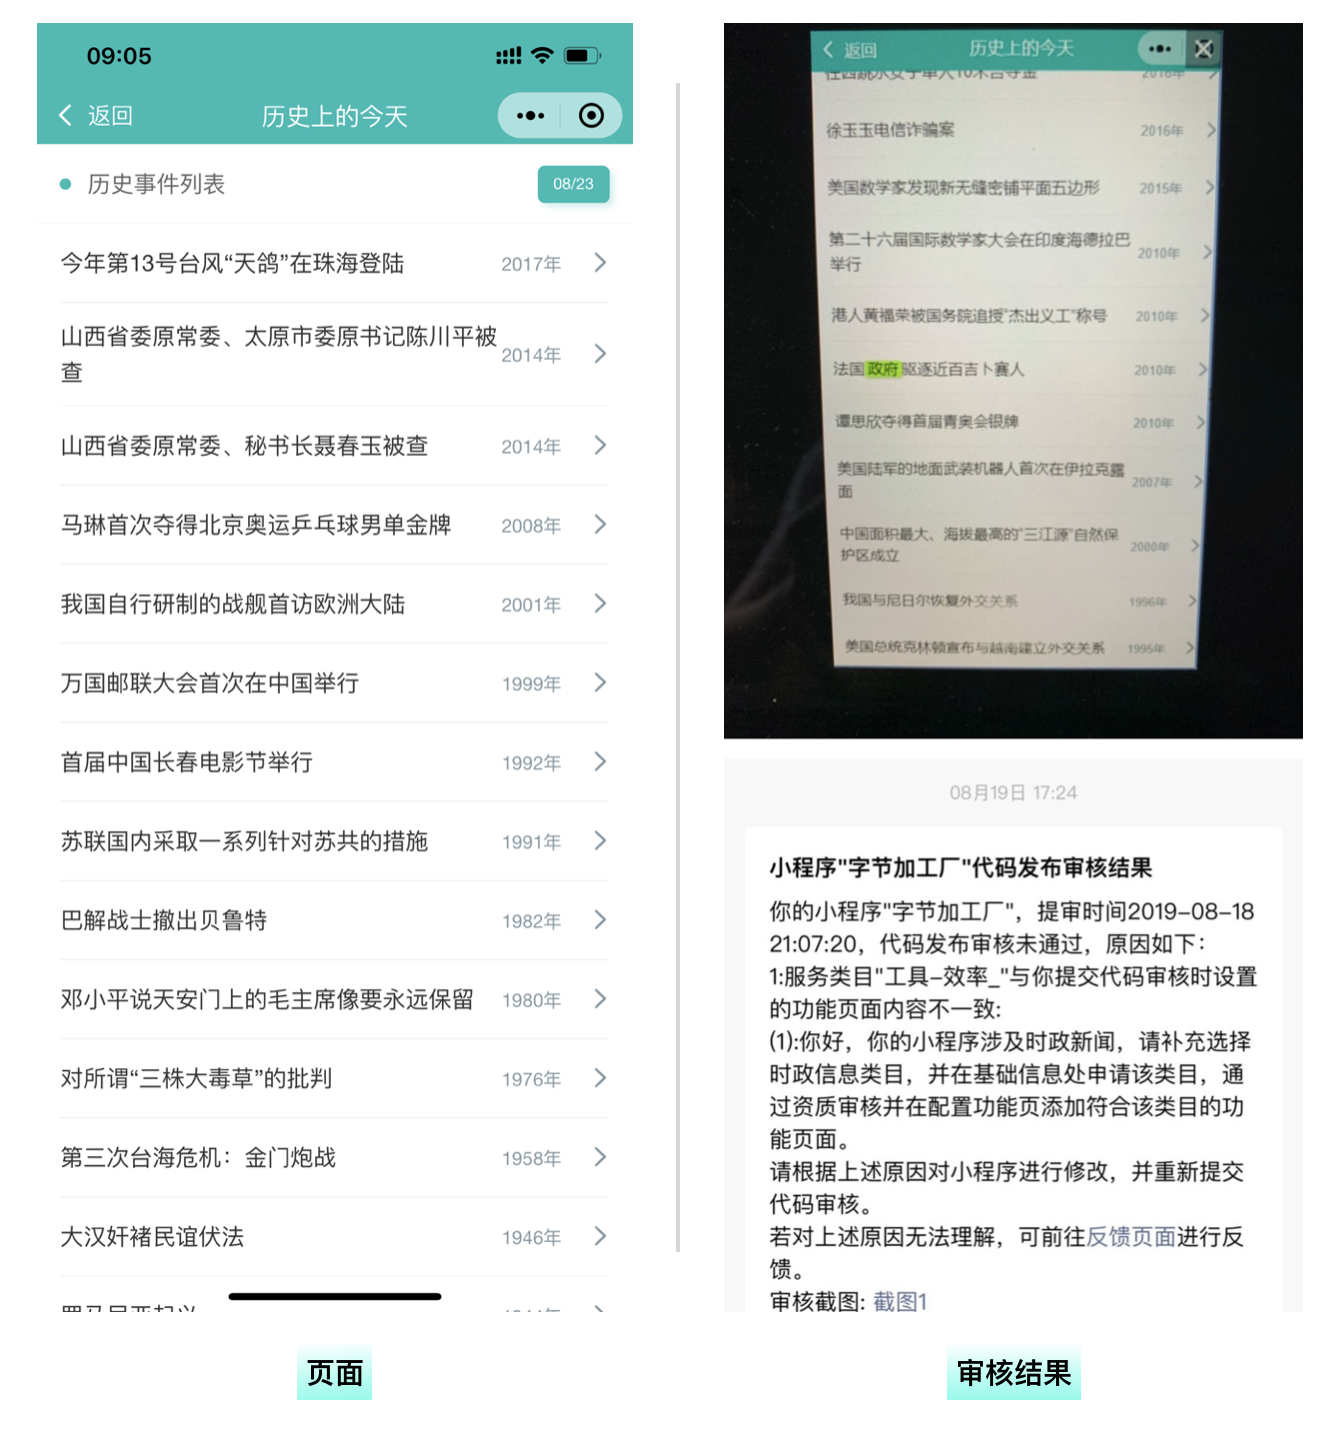 09:05
返回
历史上的今天
历史事件列表
08/23
今年第13号台风“天鸽”在珠海登陆
2017年
山西省委原常委、太原市委原书记陈川平被
查
2014年
山西省委原常委、秘书长聂春玉被查
2014年
马琳首次夺得北京奥运乒乓球男单金牌
2008年
我国自行研制的战舰首访欧洲大陆
2001年
万国邮联大会首次在中国举行
1999年
首届中国长春电影节举行
1992年
苏联国内采取一系列针对苏共的措施
1991年
巴解战士撤出贝鲁特
1982年
邓小平说天安门上的毛主席像要永远保留
1980年
对所谓“三株大毒草”的批判
1976年
第三次台海危机：金门炮战
1958年
大汉奸褚民谊伏法
1946年
页面
返回
历史上的今天
2016年
徐玉玉电信诈骗案
2016年
美国数学家发现新无缝密铺平面五边形
2015年
第二十六届国际数学家大会在印度海德拉巴
举行
2010年
港人黄福荣被国务院追授“杰出义工”称号
2010年
法国政府驱逐近百吉卜赛人
2010年
谭思欣夺得首届青奥会银牌
2010年
美国陆军的地面武装机器人首次在伊拉克露
面
2007年
中国面积最大、海拔最高的“三江源”自然保
护区成立
2000年
我国与尼日尔恢复外交关系
1996年
美国总统克林顿宣布与越南建立外交关系
1995年
08月19日 17:24
小程序"字节加工厂"代码发布审核结果
你的小程序"字节加工厂"，提审时间2019-08-18
21:07:20，代码发布审核未通过，原因如下：
1:服务类目"工具-效率_"与你提交代码审核时设置
的功能页面内容不一致:
(1):你好，你的小程序涉及时政新闻，请补充选择
时政信息类目，并在基础信息处申请该类目，通
过资质审核并在配置功能页添加符合该类目的功
能页面。
请根据上述原因对小程序进行修改，并重新提交
代码审核。
若对上述原因无法理解，可前往反馈页面进行反
馈。
审核截图: 截图1
审核结果